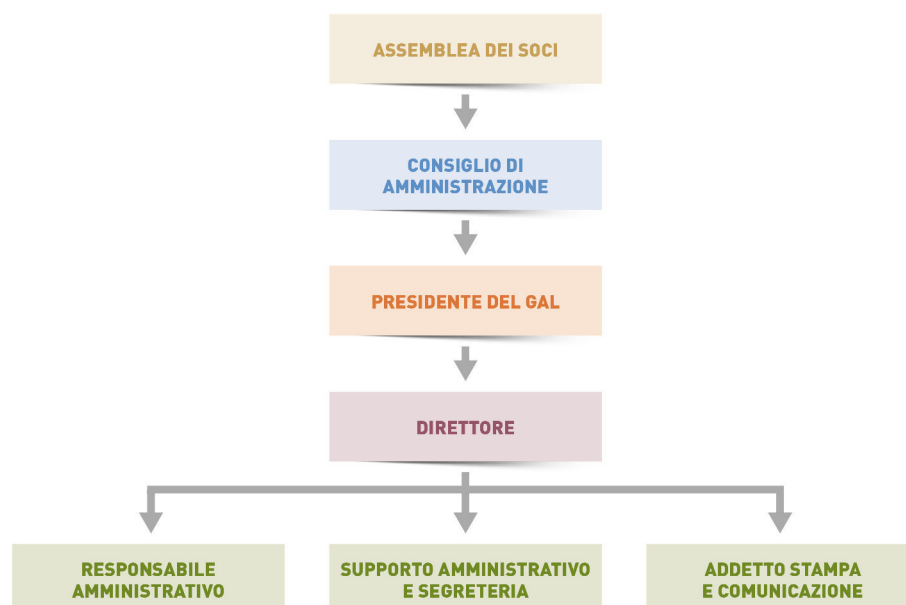 ASSEMBLEA DEI SOCI
CONSIGLIO DI
AMMINISTRAZIONE
PRESIDENTE DEL GAL
DIRETTORE
RESPONSABILE
AMMINISTRATIVO
SUPPORTO AMMINISTRATIVO
E SEGRETERIA
ADDETTO STAMPA
E COMUNICAZIONE